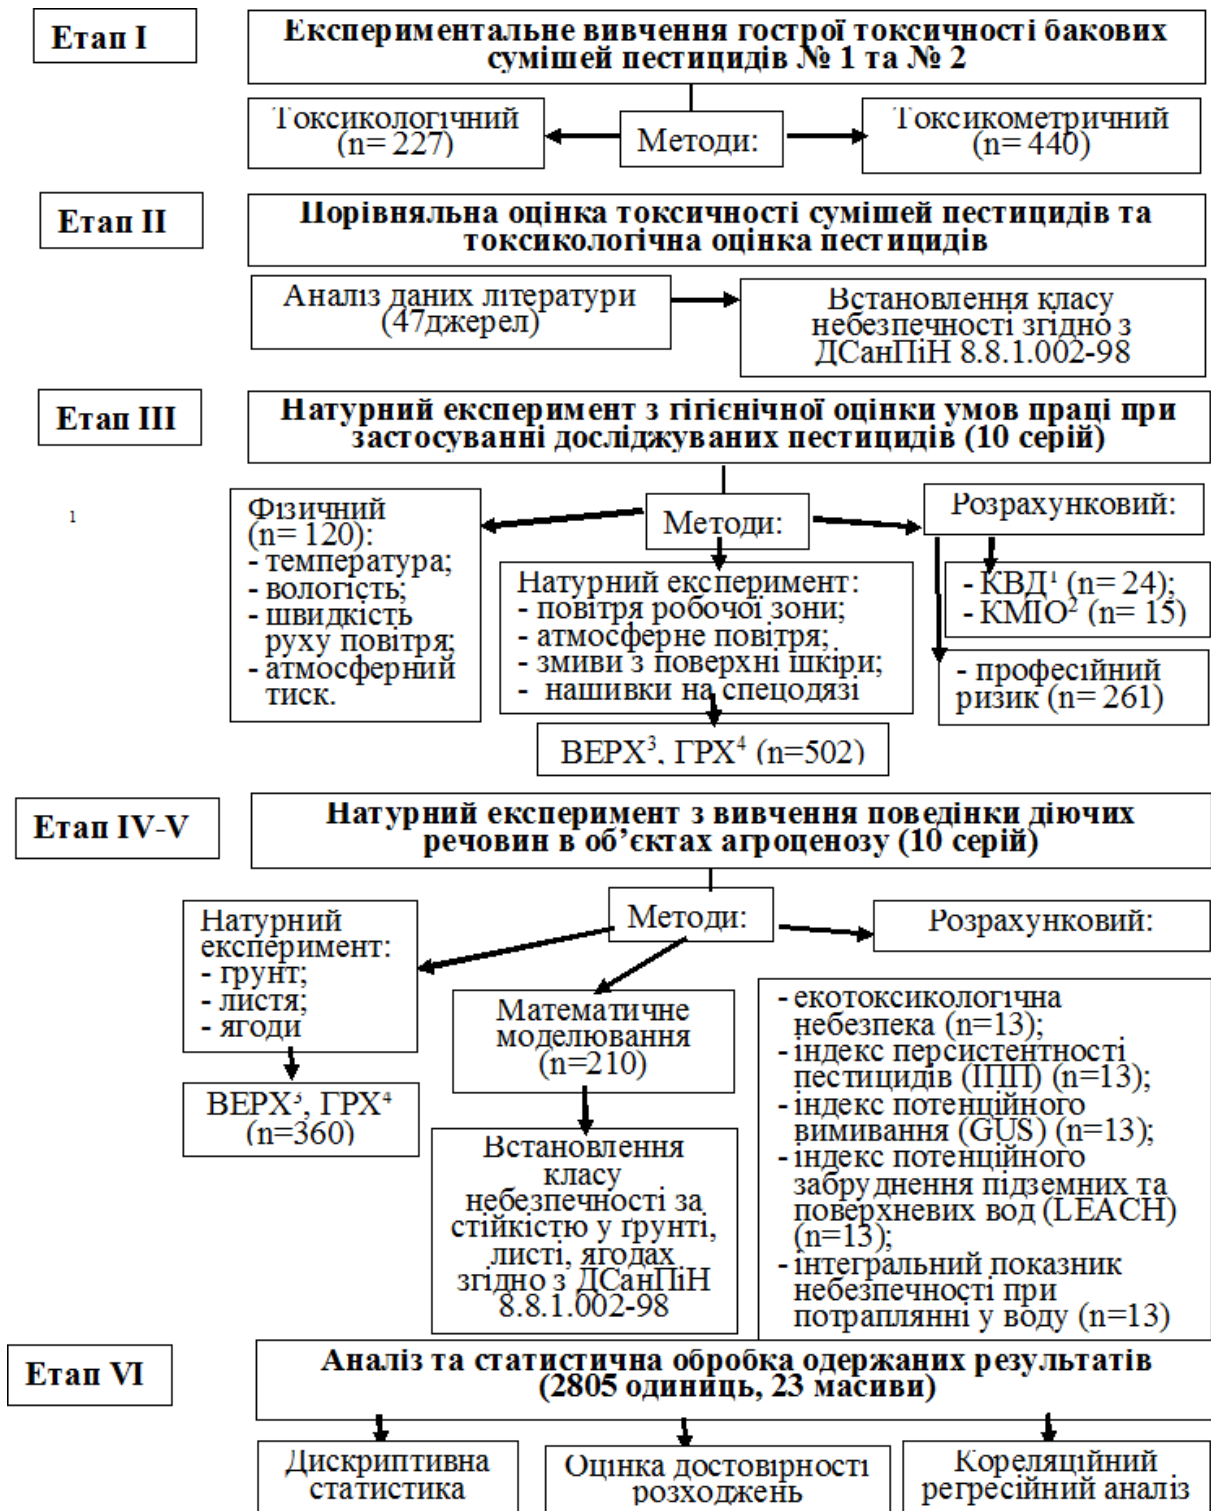 Етап I
Експериментальне вивчення гострої токсичності бакових
сумішей пестицидів № 1 та № 2
Токсикологічний
(n= 227)
Методи:
Токсикометричний
(n= 440)
Етап II
Порівняльна оцінка токсичності сумішей пестицидів та
токсикологічна оцінка пестицидів
Аналіз даних літератури
(47джерел)
Встановлення класу
небезпечності згідно з
ДСанПіН 8.8.1.002-98
Етап III
Натурний експеримент з гігієнічної оцінки умов праці при
застосуванні досліджуваних пестицидів (10 серій)
1
Фізичний
(n= 120):
- температура;
- вологість;
- швидкість
руху повітря;
- атмосферний
тиск.
Методи:
Натурний експеримент:
- повітря робочої зони;
- атмосферне повітря;
- змиви з поверхні шкіри;
- нашивки на спецодязі
ВЕРХ³, ГРХ⁴ (n=502)
Розрахунковий:
- КВД¹ (n= 24);
- КМІО² (n= 15)
- професійний
ризик (n= 261)
Етап IV-V
Натурний експеримент з вивчення поведінки діючих
речовин в об’єктах агроценозу (10 серій)
Натурний
експеримент:
- грунт;
- листя;
- ягоди
ВЕРХ³, ГРХ⁴
(n=360)
Методи:
Математичне
моделювання
(n=210)
Встановлення
класу
небезпечності за
стійкістю у ґрунті,
листі, ягодах
згідно з ДСанПіН
8.8.1.002-98
Розрахунковий:
- екотоксикологічна
небезпека (n=13);
- індекс персистентності
пестицидів (ІПП) (n=13);
- індекс потенційного
вимивання (GUS) (n=13);
- індекс потенційного
забруднення підземних та
поверхневих вод (LEACH)
(n=13);
- інтегральний показник
небезпечності при
потраплянні у воду (n=13)
Етап VI
Аналіз та статистична обробка одержаних результатів
(2805 одиниць, 23 масиви)
Дискриптивна
статистика
Оцінка достовірності
розходжень
Кореляційний
регресійний аналіз